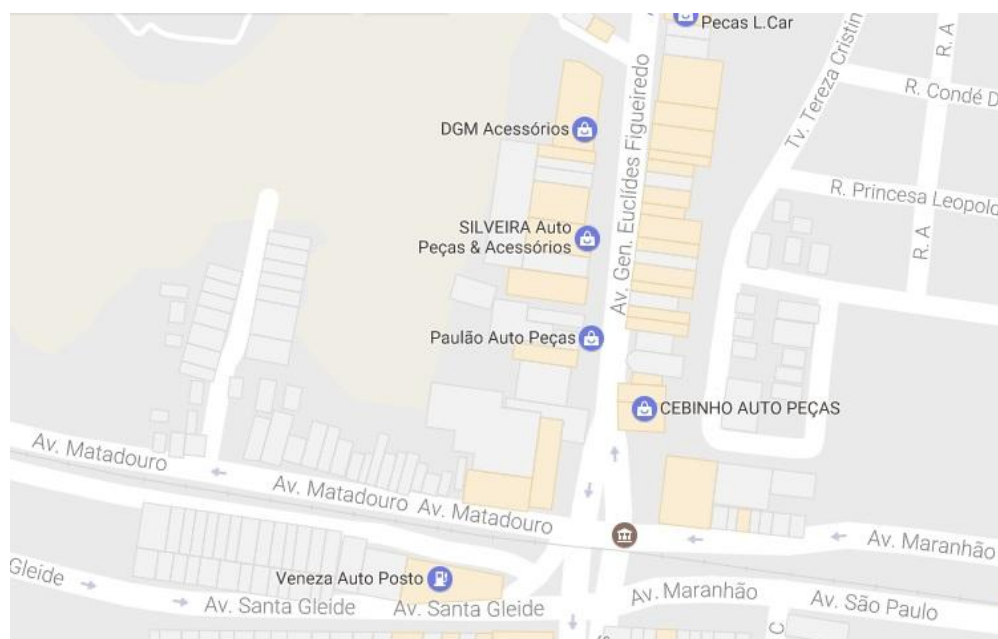 Pecas L.Car
R. A
Tv. Tereza Cristin
R. Condé D
DGM Acessórios
Av. Gen. Euclídes Figueiredo
R. Princesa Leopold
SILVEIRA Auto
Peças & Acessórios
R. A
Paulão Auto Peças
CEBINHO AUTO PEÇAS
Av. Matadouro
Av. Matadouro
Av. Matadouro
Av. Maranhão
Gleide
Veneza Auto Posto
Av. Santa Gleide
Av. Santa Gleide
Av. Maranhão
Av. São Paulo
C